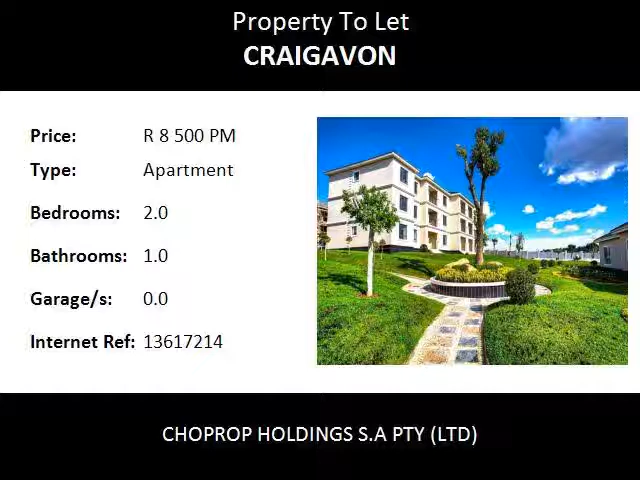 Property To Let
CRAIGAVON
Price: R 8 500 PM
Type: Apartment
Bedrooms: 2.0
Bathrooms: 1.0
Garage/s: 0.0
Internet Ref: 13617214
CHOPROP HOLDINGS S.A PTY (LTD)